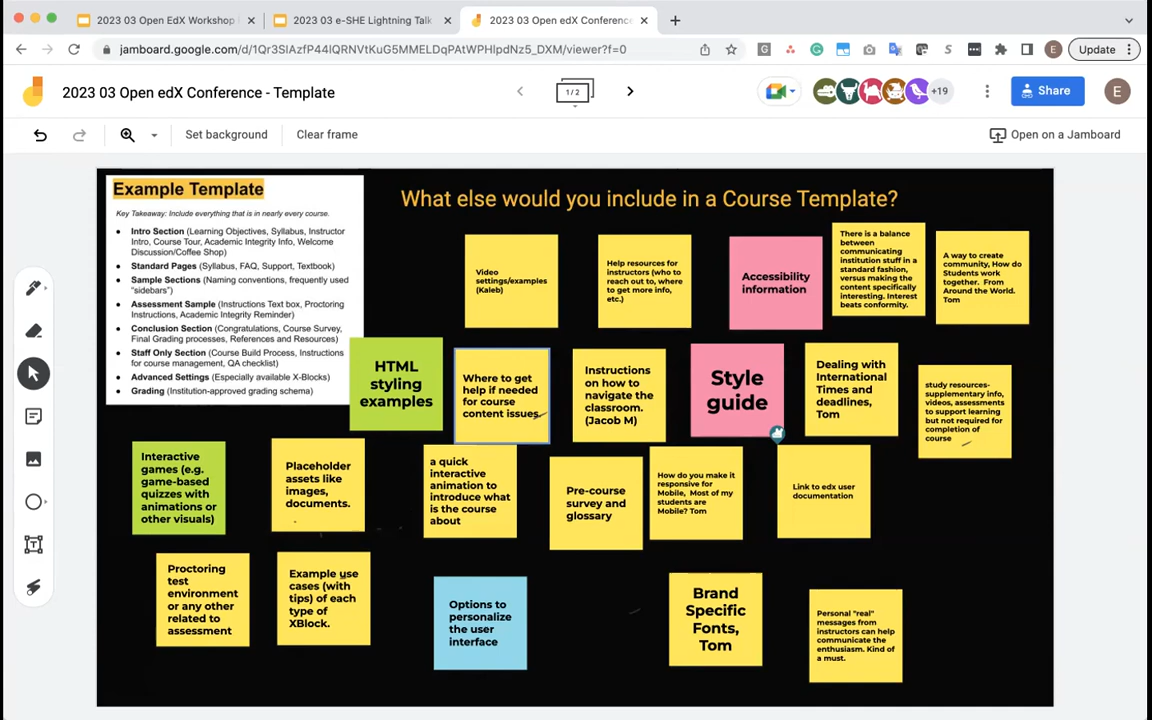 2023 03 Open EdX Workshop
2023 03 e-SHE Lightning Talk
2023 03 Open edX Conference
jamboard.google.com/d/1Qr3SIAzfP44IQRNVtKuG5MMELDqPAtWPHIpdNz5_DXM/viewer?f=0
G
S
E
Update
2023 03 Open edX Conference - Template
1/2
+19
Share
E
Set background
Clear frame
Open on a Jamboard
Example Template
Key Takeaway: Include everything that is in nearly every course.
• Intro Section (Learning Objectives, Syllabus, Instructor
Intro, Course Tour, Academic Integrity Info, Welcome
Discussion/Coffee Shop)
• Standard Pages (Syllabus, FAQ, Support, Textbook)
• Sample Sections (Naming conventions, frequently used
“sidebars”)
• Assessment Sample (Instructions Text box, Proctoring
Instructions, Academic Integrity Reminder)
• Conclusion Section (Congratulations, Course Survey,
Final Grading processes, References and Resources)
• Staff Only Section (Course Build Process, Instructions
for course management, QA checklist)
• Advanced Settings (Especially available X-Blocks)
• Grading (Institution-approved grading schema)
What else would you include in a Course Template?
Video
settings/examples
(Kaleb)
Help resources for
instructors (who to
reach out to, where
to get more info,
etc.)
Accessibility
information
There is a balance
between
communicating
institution stuff in a
standard fashion,
versus making the
content specifically
interesting. Interest
beats conformity.
A way to create
community, How do
Students work
together. From
Around the World.
Tom
HTML
styling
examples
Where to get
help if needed
for course
content issues.
Instructions
on how to
navigate the
classroom.
(Jacob M)
Style
guide
Dealing with
International
Times and
deadlines,
Tom
study resources-
supplementary info,
videos, assessments
to support learning
but not required for
completion of
course
Interactive
games (e.g.
game-based
quizzes with
animations or
other visuals)
Placeholder
assets like
images,
documents.
a quick
interactive
animation to
introduce what
is the course
about
Pre-course
survey and
glossary
How do you make it
responsive for
Mobile, Most of my
students are
Mobile? Tom
Link to edx user
documentation
Proctoring
test
environment
or any other
related to
assessment
Example use
cases (with
tips) of each
type of
XBlock.
Options to
personalize
the user
interface
Brand
Specific
Fonts,
Tom
Personal "real"
messages from
instructors can help
communicate the
enthusiasm. Kind of
a must.